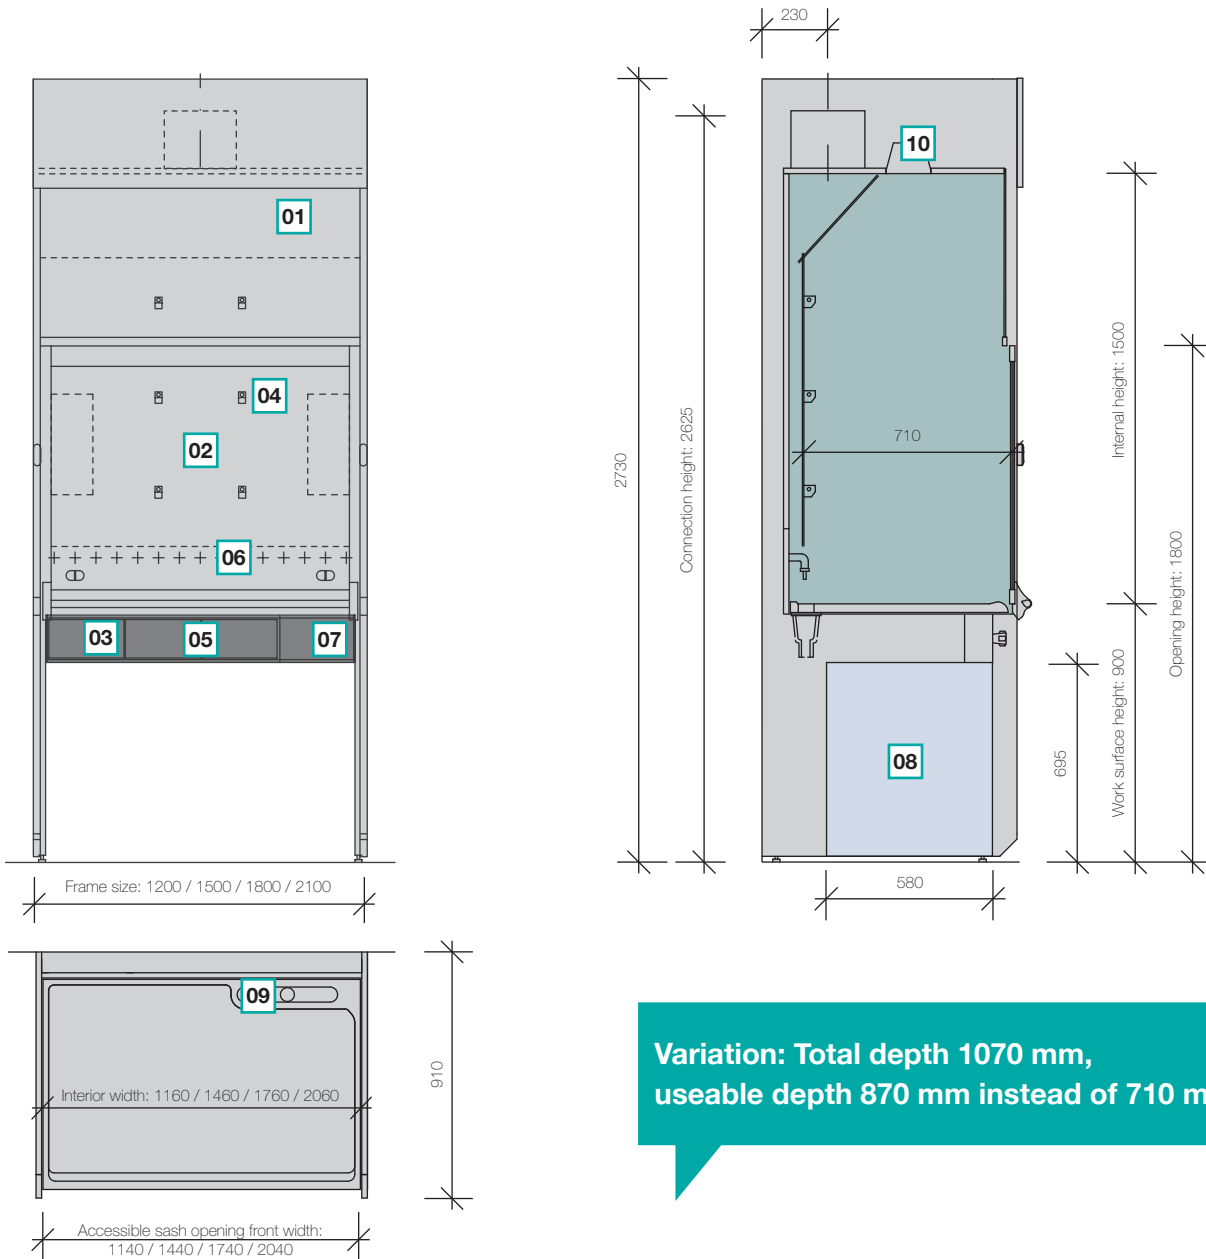 230
10
01
04
02
06
03
05
07
710
08
2730
Connection height: 2625
Internal height: 1500
Opening height: 1800
Work surface height: 900
695
580
Frame size: 1200 / 1500 / 1800 / 2100
09
Interior width: 1160 / 1460 / 1760 / 2060
910
Accessible sash opening front width:
1140 / 1440 / 1740 / 2040
Variation: Total depth 1070 mm,
useable depth 870 mm instead of 710 m